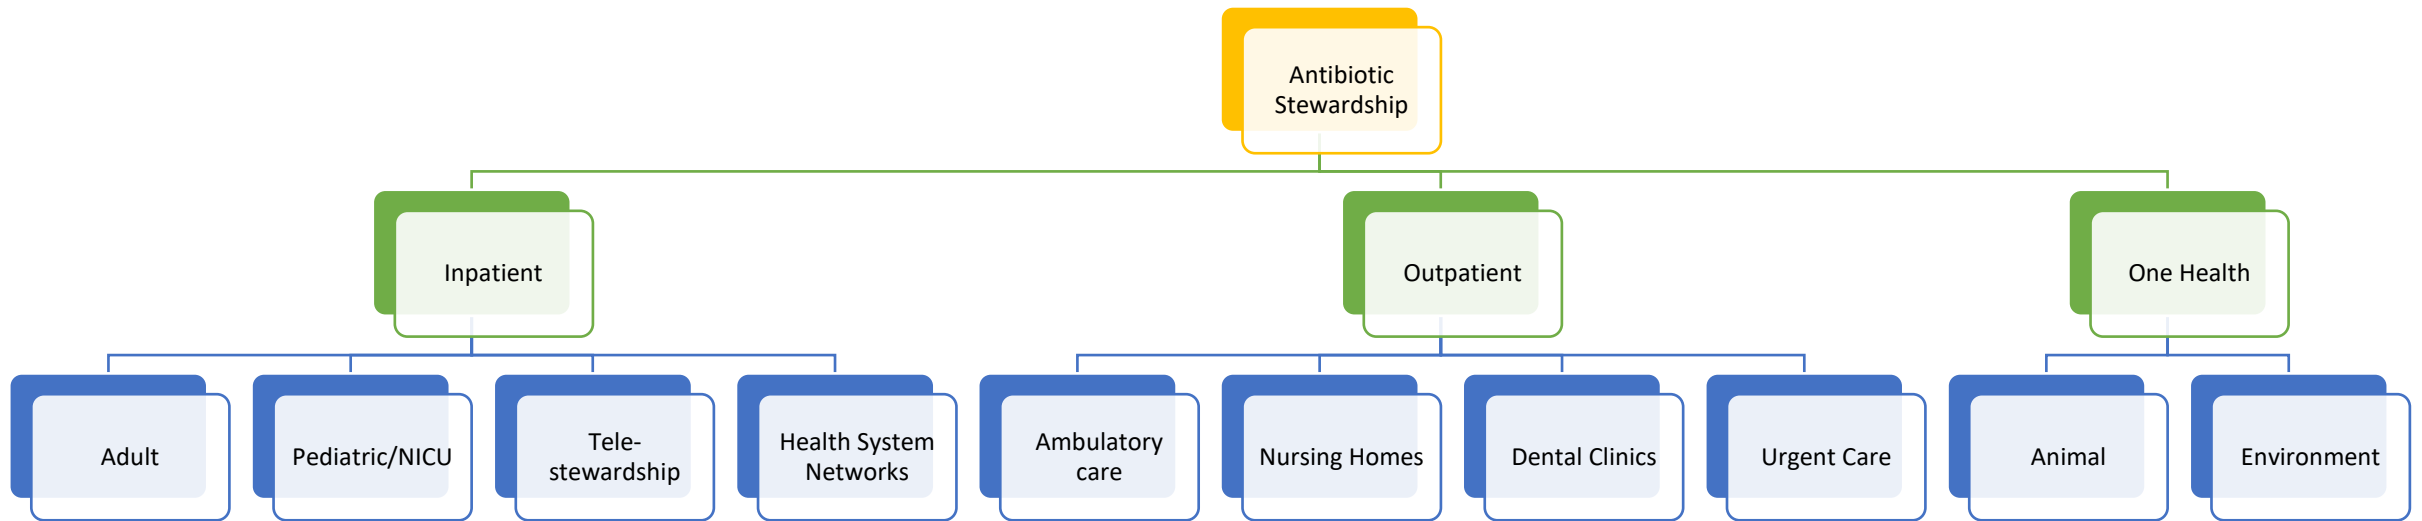 Antibiotic
Stewardship
Inpatient
Outpatient
One Health
Adult
Pediatric/NICU
Tele-
stewardship
Health System
Networks
Ambulatory
care
Nursing Homes
Dental Clinics
Urgent Care
Animal
Environment